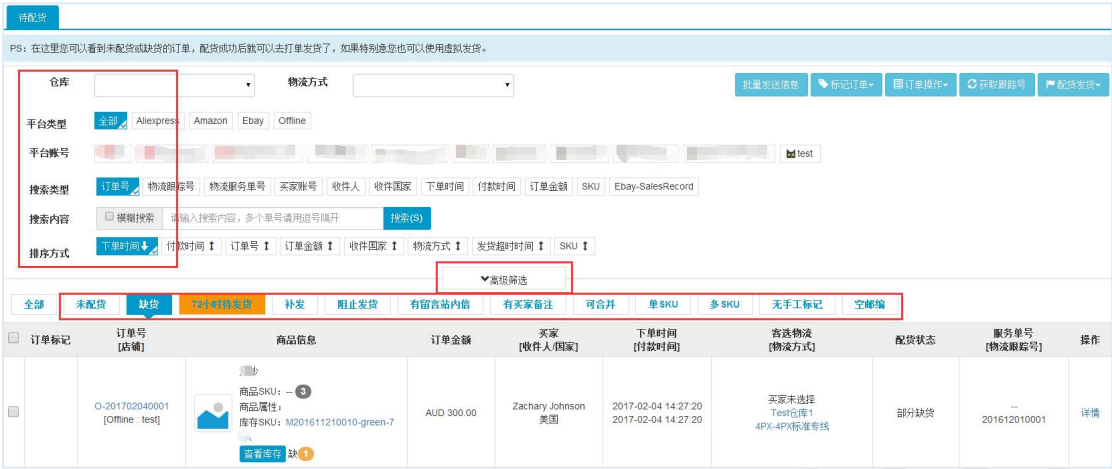 待配货
PS：在这里您可以看到未配货或缺货的订单，配货成功后就可以去打单发货了，如果特别急您也可以使用虚拟发货。
仓库 物流方式 批量发送信息 标记订单 订单操作 获取跟踪号 配货发货
平台类型 全部 Aliexpress Amazon Ebay Offline
平台账号 test
搜索类型 订单号 物流跟踪号 物流服务单号 买家账号 收件人 收件国家 下单时间 付款时间 订单金额 SKU Ebay-SalesRecord
搜索内容 模糊搜索 请输入搜索内容，多个单号请用逗号隔开 搜索(S)
排序方式 下单时间 付款时间 订单号 订单金额 收件国家 物流方式 发货超时时间 SKU
高级筛选
全部 未配货 缺货 72小时待发货 补发 阻止发货 有留言站内信 有买家备注 可合并 单SKU 多SKU 无手工标记 空邮编
订单标记 订单号 商品信息 订单金额 买家 下单时间 客选物流 配货状态 服务单号 操作
[店铺] [收件人/国家] [付款时间] [物流方式] [物流跟踪号]
商品SKU：-- 3
O-201702040001 商品属性： AUD 300.00 Zachary Johnson 2017-02-04 14:27:20 买家未选择 部分缺货 -- 详情
[Offline : test] 库存SKU：M201611210010-green-7 美国 2017-02-04 14:27:20 Test仓库1 201612010001
4PX-4PX标准专线
查看库存 缺 1